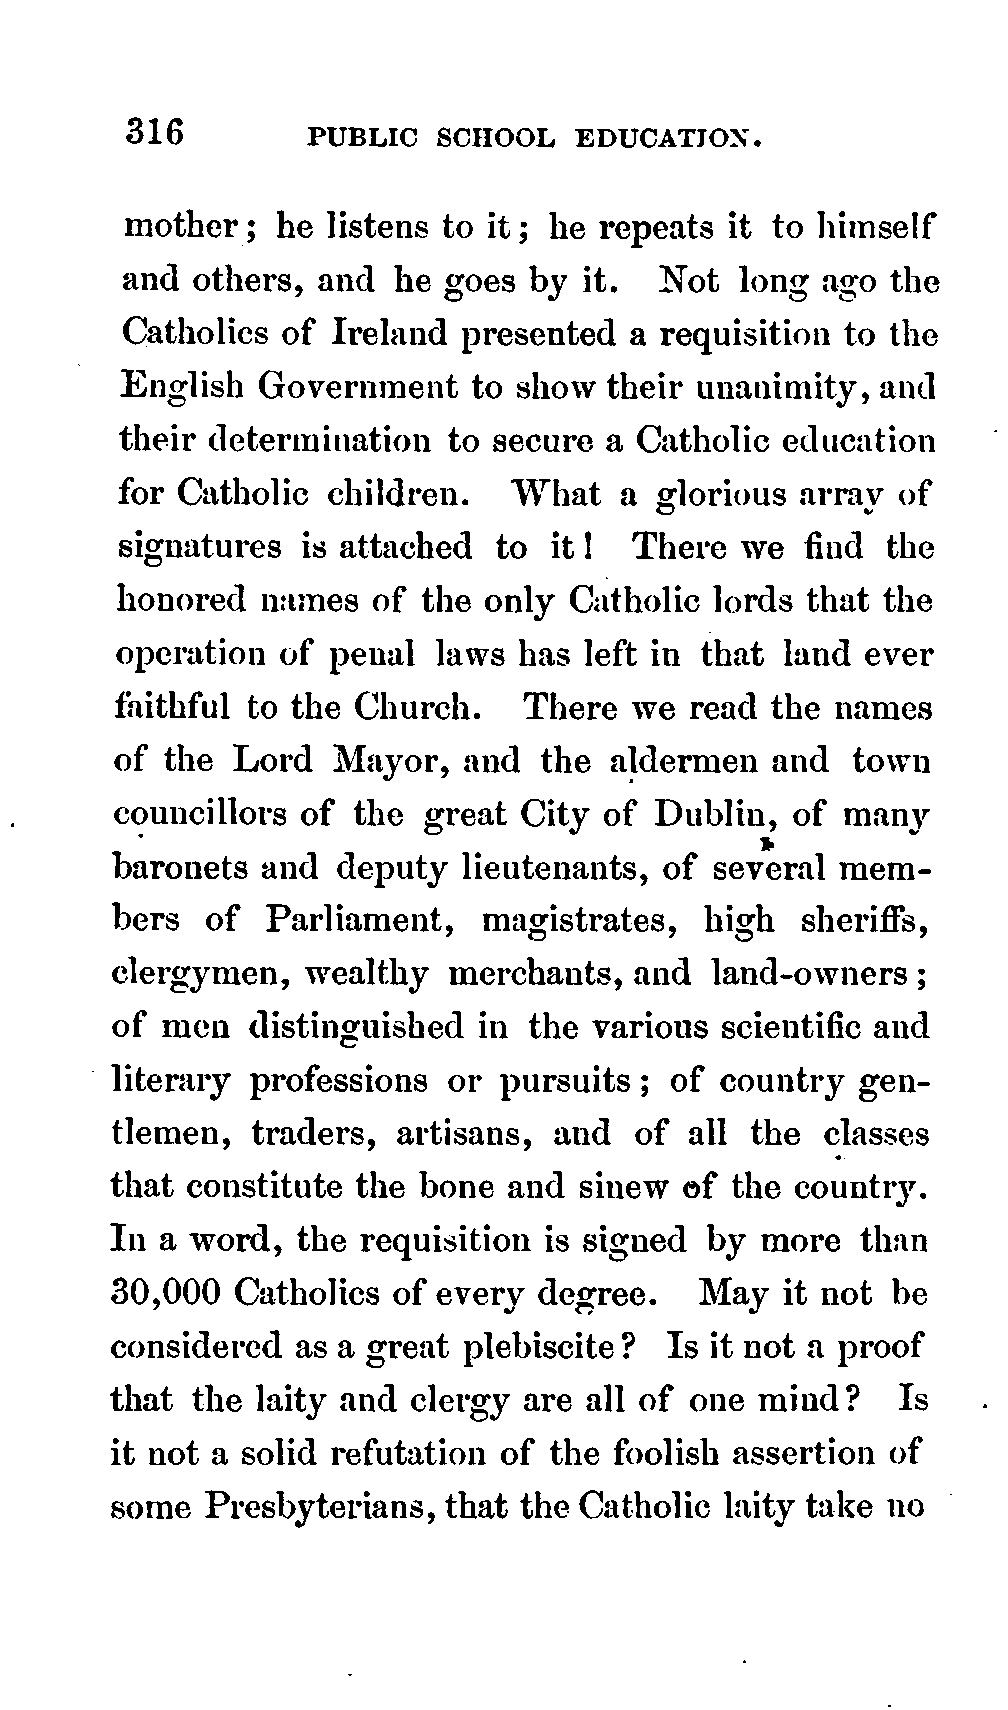 316 PUBLIC SCHOOL EDUCATION.
mother; he listens to it; he repeats it to himself
and others, and he goes by it. Not long ago the
Catholics of Ireland presented a requisition to the
English Government to show their unanimity, and
their determination to secure a Catholic education
for Catholic children. What a glorious array of
signatures is attached to it! There we find the
honored names of the only Catholic lords that the
operation of penal laws has left in that land ever
faithful to the Church. There we read the names
of the Lord Mayor, and the aldermen and town
councillors of the great City of Dublin, of many
baronets and deputy lieutenants, of several mem-
bers of Parliament, magistrates, high sheriffs,
clergymen, wealthy merchants, and land-owners;
of men distinguished in the various scientific and
literary professions or pursuits; of country gen-
tlemen, traders, artisans, and of all the classes
that constitute the bone and sinew of the country.
In a word, the requisition is signed by more than
30,000 Catholics of every degree. May it not be
considered as a great plebiscite? Is it not a proof
that the laity and clergy are all of one mind? Is
it not a solid refutation of the foolish assertion of
some Presbyterians, that the Catholic laity take no